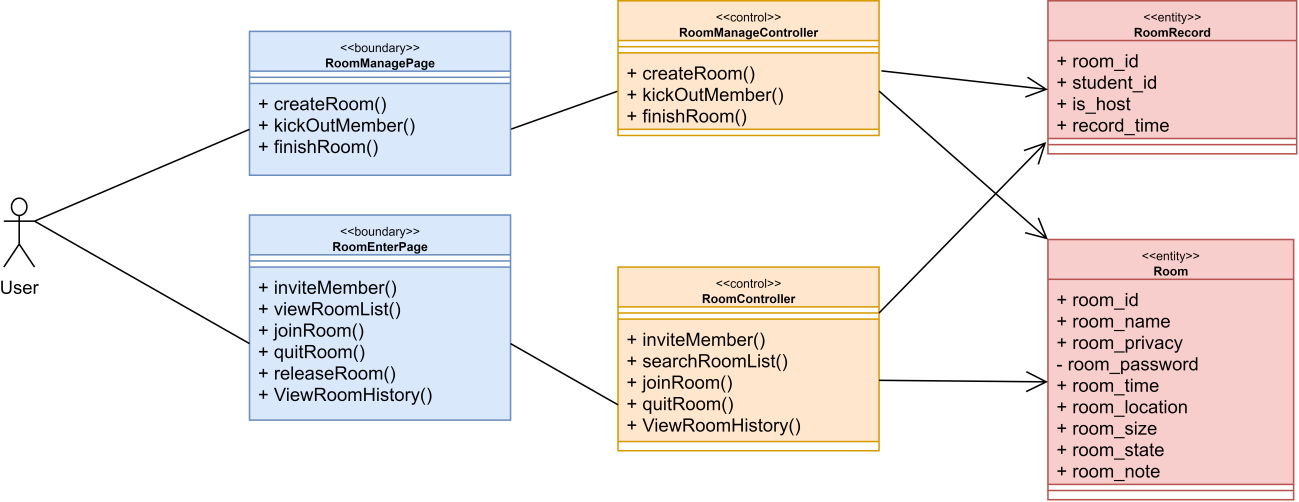 User
<<boundary>>
RoomManagePage
+ createRoom()
+ kickOutMember()
+ finishRoom()
<<boundary>>
RoomEnterPage
+ inviteMember()
+ viewRoomList()
+ joinRoom()
+ quitRoom()
+ releaseRoom()
+ ViewRoomHistory()
<<control>>
RoomManageController
+ createRoom()
+ kickOutMember()
+ finishRoom()
<<control>>
RoomController
+ inviteMember()
+ searchRoomList()
+ joinRoom()
+ quitRoom()
+ ViewRoomHistory()
<<entity>>
RoomRecord
+ room_id
+ student_id
+ is_host
+ record_time
<<entity>>
Room
+ room_id
+ room_name
+ room_privacy
- room_password
+ room_time
+ room_location
+ room_size
+ room_state
+ room_note